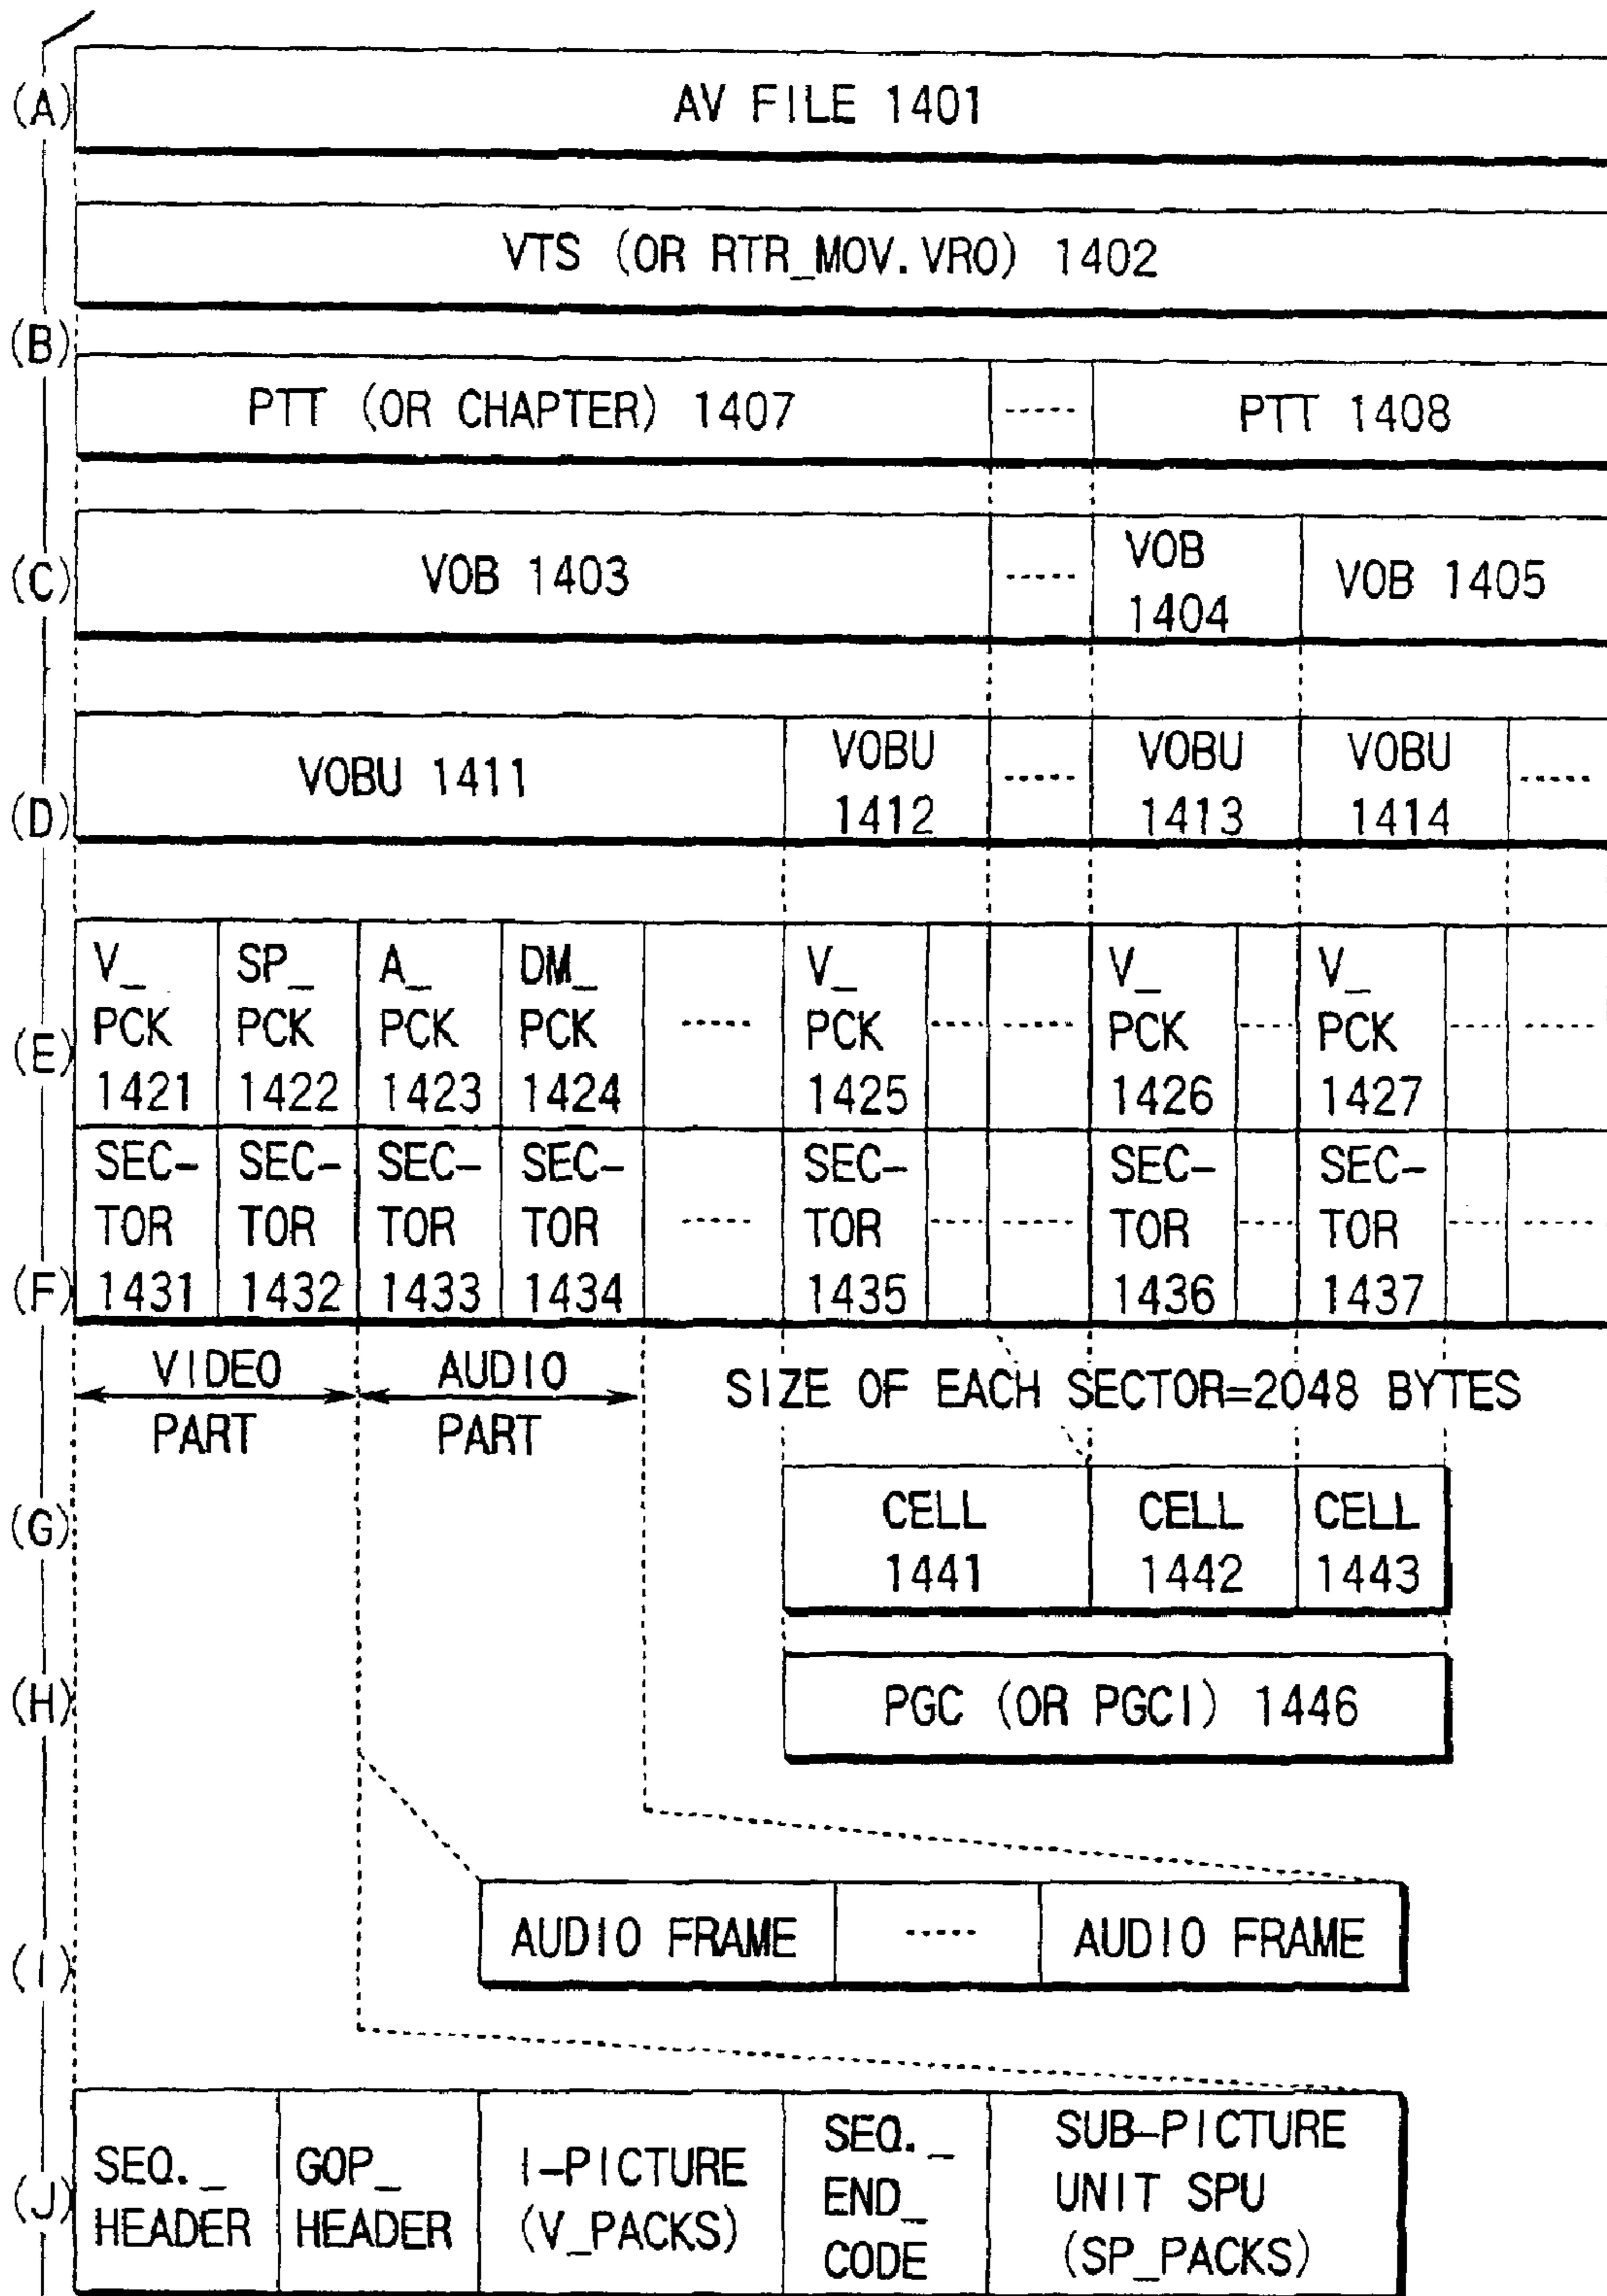 (A)
AV FILE 1401
VTS (OR RTR_MOV.VRO) 1402
(B)
PTT (OR CHAPTER) 1407
-----
PTT 1408
(C)
VOB 1403
-----
VOB
1404
VOB 1405
(D)
VOBU 1411
VOBU
1412
-----
VOBU
1413
VOBU
1414
-----
(E)
V_
PCK
1421
SP_
PCK
1422
A_
PCK
1423
DM_
PCK
1424
-----
V_
PCK
1425
-----
-----
V_
PCK
1426
-----
V_
PCK
1427
-----
-----
(F)
SEC-
TOR
1431
SEC-
TOR
1432
SEC-
TOR
1433
SEC-
TOR
1434
-----
SEC-
TOR
1435
-----
-----
SEC-
TOR
1436
-----
SEC-
TOR
1437
-----
-----
VIDEO
PART
AUDIO
PART
SIZE OF EACH SECTOR=2048 BYTES
(G)
CELL
1441
CELL
1442
CELL
1443
(H)
PGC (OR PGCI) 1446
(I)
AUDIO FRAME
-----
AUDIO FRAME
(J)
SEQ._
HEADER
GOP_
HEADER
I-PICTURE
(V_PACKS)
SEQ._
END_
CODE
SUB-PICTURE
UNIT SPU
(SP_PACKS)